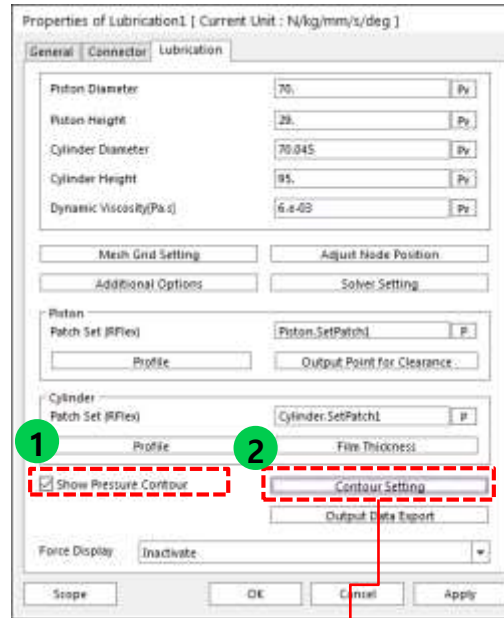 Properties of Lubrication1 [ Current Unit : N/kg/mm/s/deg ]
General Connector Lubrication
Piston Diameter 70. Pv
Piston Height 29. Pv
Cylinder Diameter 70.045 Pv
Cylinder Height 95. Pv
Dynamic Viscosity(Pa.s) 6.e-03 Pv
Mesh Grid Setting Adjust Node Position
Additional Options Solver Setting
Piston
Patch Set (RFlex) Piston.SetPatch1 P
Profile Output Point for Clearance
Cylinder
Patch Set (RFlex) Cylinder.SetPatch1 P
1 Profile 2 Film Thickness
Show Pressure Contour Contour Setting
Output Data Export
Force Display Inactivate
Scope OK Cancel Apply